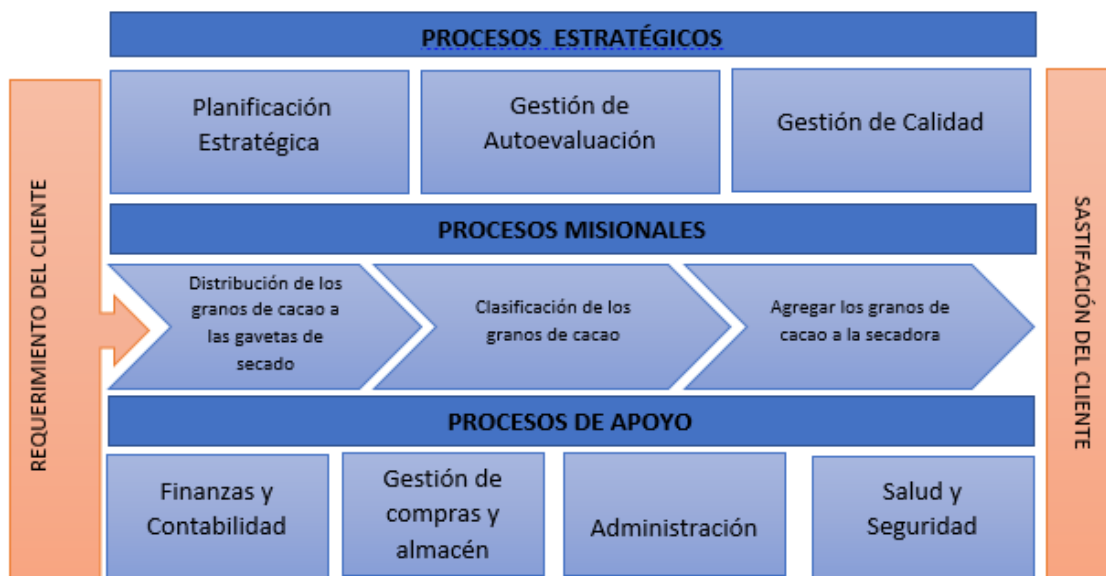 PROCESOS ESTRATÉGICOS
REQUERIMIENTO DEL CLIENTE
Planificación
Estratégica
Gestión de
Autoevaluación
Gestión de Calidad
PROCESOS MISIONALES
Distribución de los
granos de cacao a
las gavetas de
secado
Clasificación de los
granos de cacao
Agregar los granos de
cacao a la secadora
PROCESOS DE APOYO
Finanzas y
Contabilidad
Gestión de
compras y
almacén
Administración
Salud y
Seguridad
SASTIFACIÓN DEL CLIENTE